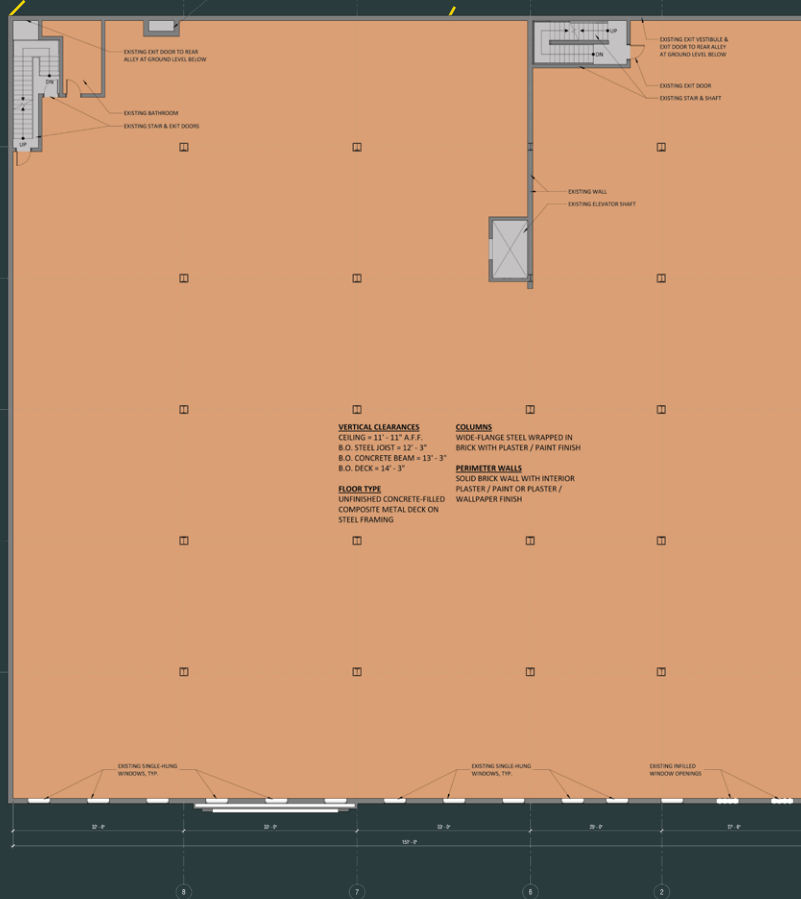 EXISTING EXIT DOOR TO REAR
ALLEY AT GROUND LEVEL BELOW
DN
EXISTING BATHROOM
EXISTING STAIR & EXIT DOORS
UP
UP
DN
EXISTING EXIT VESTIBULE &
EXIT DOOR TO REAR ALLEY
AT GROUND LEVEL BELOW
EXISTING EXIT DOOR
EXISTING STAIR & SHAFT
EXISTING WALL
EXISTING ELEVATOR SHAFT
VERTICAL CLEARANCES
CEILING = 11' - 11" A.F.F.
B.O. STEEL JOIST = 12' - 3"
B.O. CONCRETE BEAM = 13' - 3"
B.O. DECK = 14' - 3"
FLOOR TYPE
UNFINISHED CONCRETE-FILLED
COMPOSITE METAL DECK ON
STEEL FRAMING
COLUMNS
WIDE-FLANGE STEEL WRAPPED IN
BRICK WITH PLASTER / PAINT FINISH
PERIMETER WALLS
SOLID BRICK WALL WITH INTERIOR
PLASTER / PAINT OR PLASTER /
WALLPAPER FINISH
EXISTING SINGLE-HUNG
WINDOWS, TYP.
EXISTING SINGLE-HUNG
WINDOWS, TYP.
EXISTING INFILLED
WINDOW OPENINGS
8
7
6
2